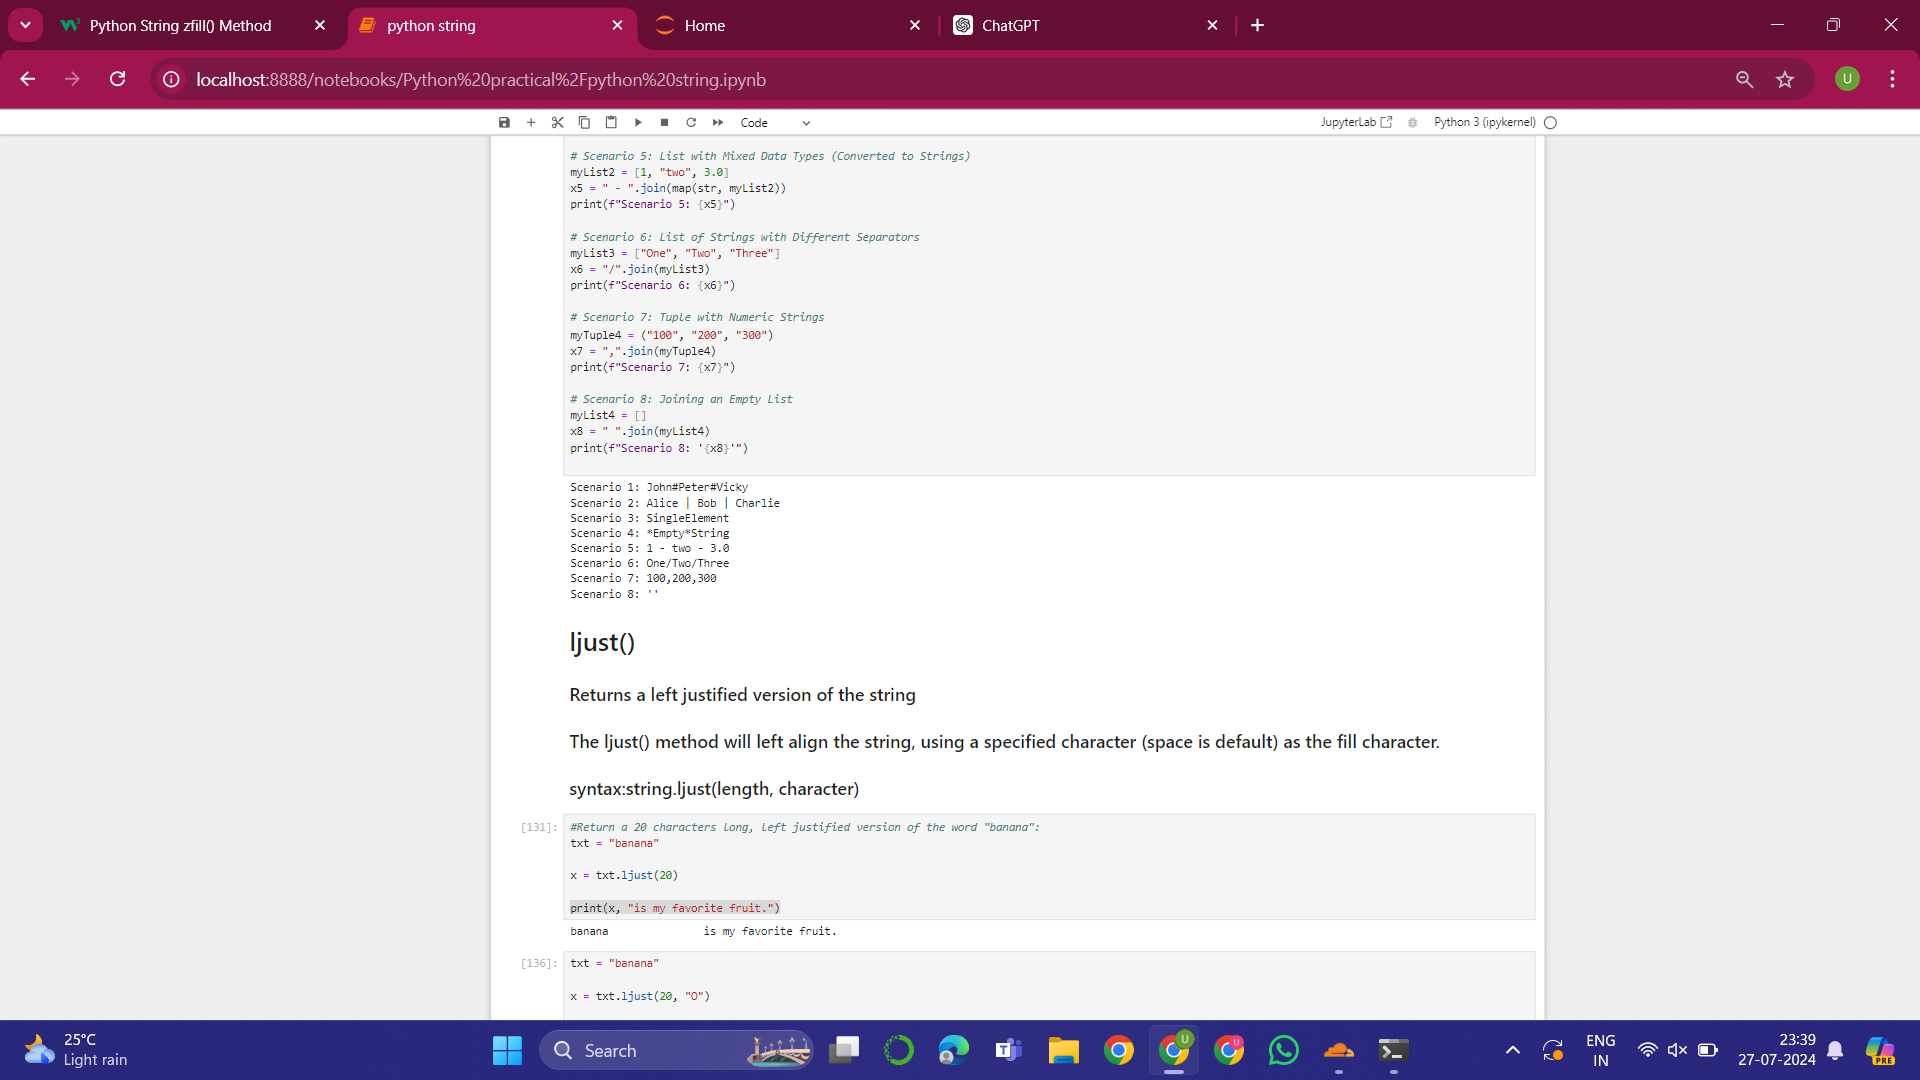 Python String zfill() Method
python string
Home
ChatGPT
localhost:8888/notebooks/Python%20practical%2Fpython%20string.ipynb
U
Code
JupyterLab
Python 3 (ipykernel)
# Scenario 5: List with Mixed Data Types (Converted to Strings)
myList2 = [1, "two", 3.0]
x5 = " - ".join(map(str, myList2))
print(f"Scenario 5: {x5}")
# Scenario 6: List of Strings with Different Separators
myList3 = ["One", "Two", "Three"]
x6 = "/".join(myList3)
print(f"Scenario 6: {x6}")
# Scenario 7: Tuple with Numeric Strings
myTuple4 = ("100", "200", "300")
x7 = ",".join(myTuple4)
print(f"Scenario 7: {x7}")
# Scenario 8: Joining an Empty List
myList4 = []
x8 = " ".join(myList4)
print(f"Scenario 8: '{x8}'")
Scenario 1: John#Peter#Vicky
Scenario 2: Alice | Bob | Charlie
Scenario 3: SingleElement
Scenario 4: *Empty*String
Scenario 5: 1 - two - 3.0
Scenario 6: One/Two/Three
Scenario 7: 100,200,300
Scenario 8: ''
ljust()
Returns a left justified version of the string
The ljust() method will left align the string, using a specified character (space is default) as the fill character.
syntax:string.ljust(length, character)
[131]: #Return a 20 characters long, left justified version of the word "banana":
txt = "banana"
x = txt.ljust(20)
print(x, "is my favorite fruit.")
banana               is my favorite fruit.
[136]: txt = "banana"
x = txt.ljust(20, "O")
25°C
Light rain
Search
ENG
IN
23:39
27-07-2024
PRE